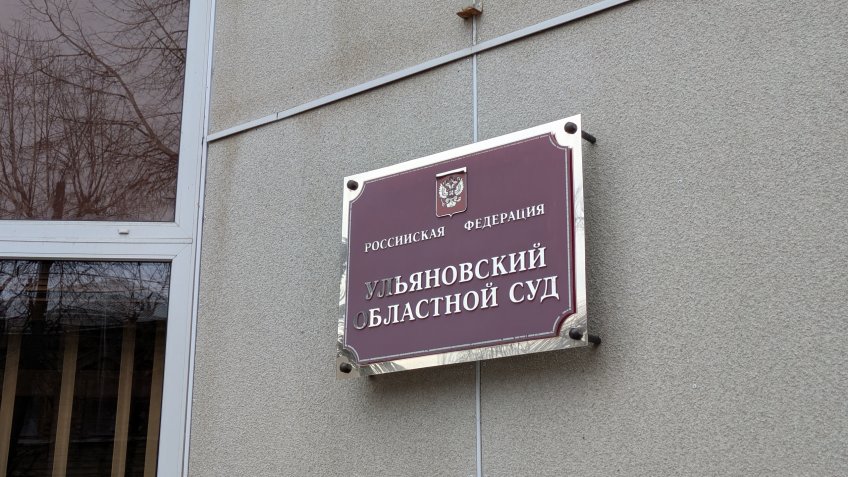 РОССИЙСКАЯ ФЕДЕРАЦИЯ
УЛЬЯНОВСКИЙ
ОБЛАСТНОЙ СУД